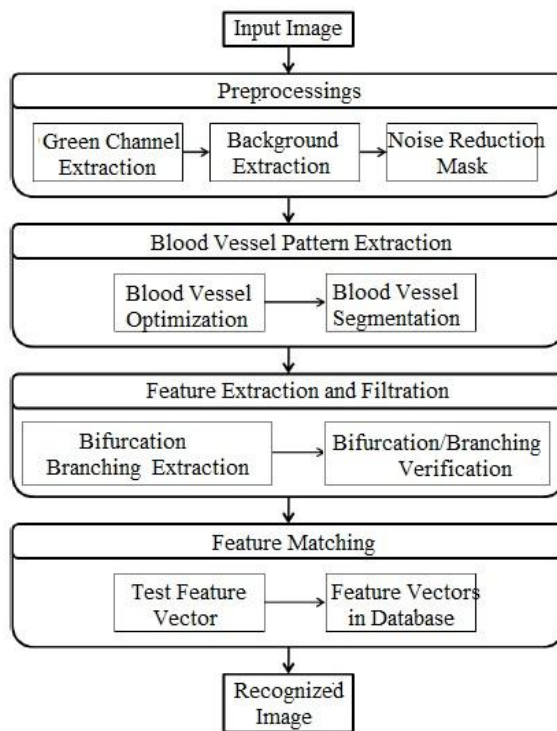 Input Image
Preprocessings
Green Channel
Extraction
Background
Extraction
Noise Reduction
Mask
Blood Vessel Pattern Extraction
Blood Vessel
Optimization
Blood Vessel
Segmentation
Feature Extraction and Filtration
Bifurcation
Branching Extraction
Bifurcation/Branching
Verification
Feature Matching
Test Feature
Vector
Feature Vectors
in Database
Recognized
Image